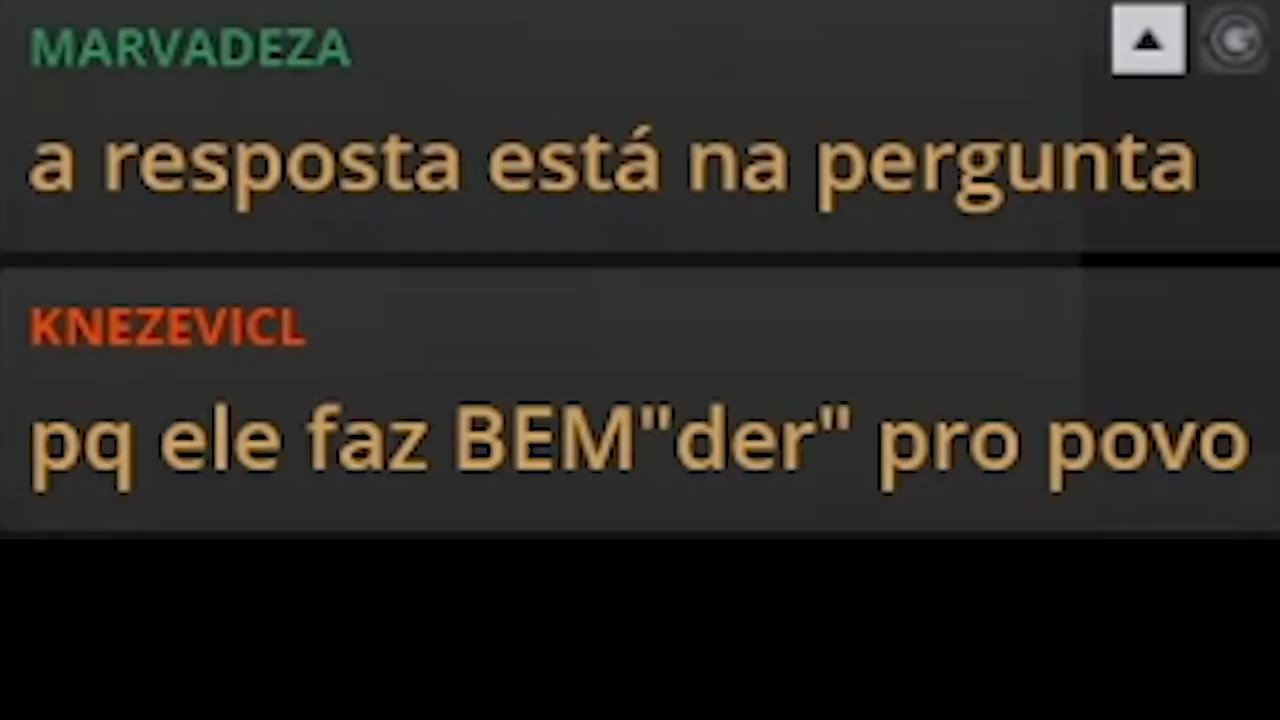 MARVADEZA
a resposta está na pergunta
KNEZEVICL
pq ele faz BEM"der" pro povo